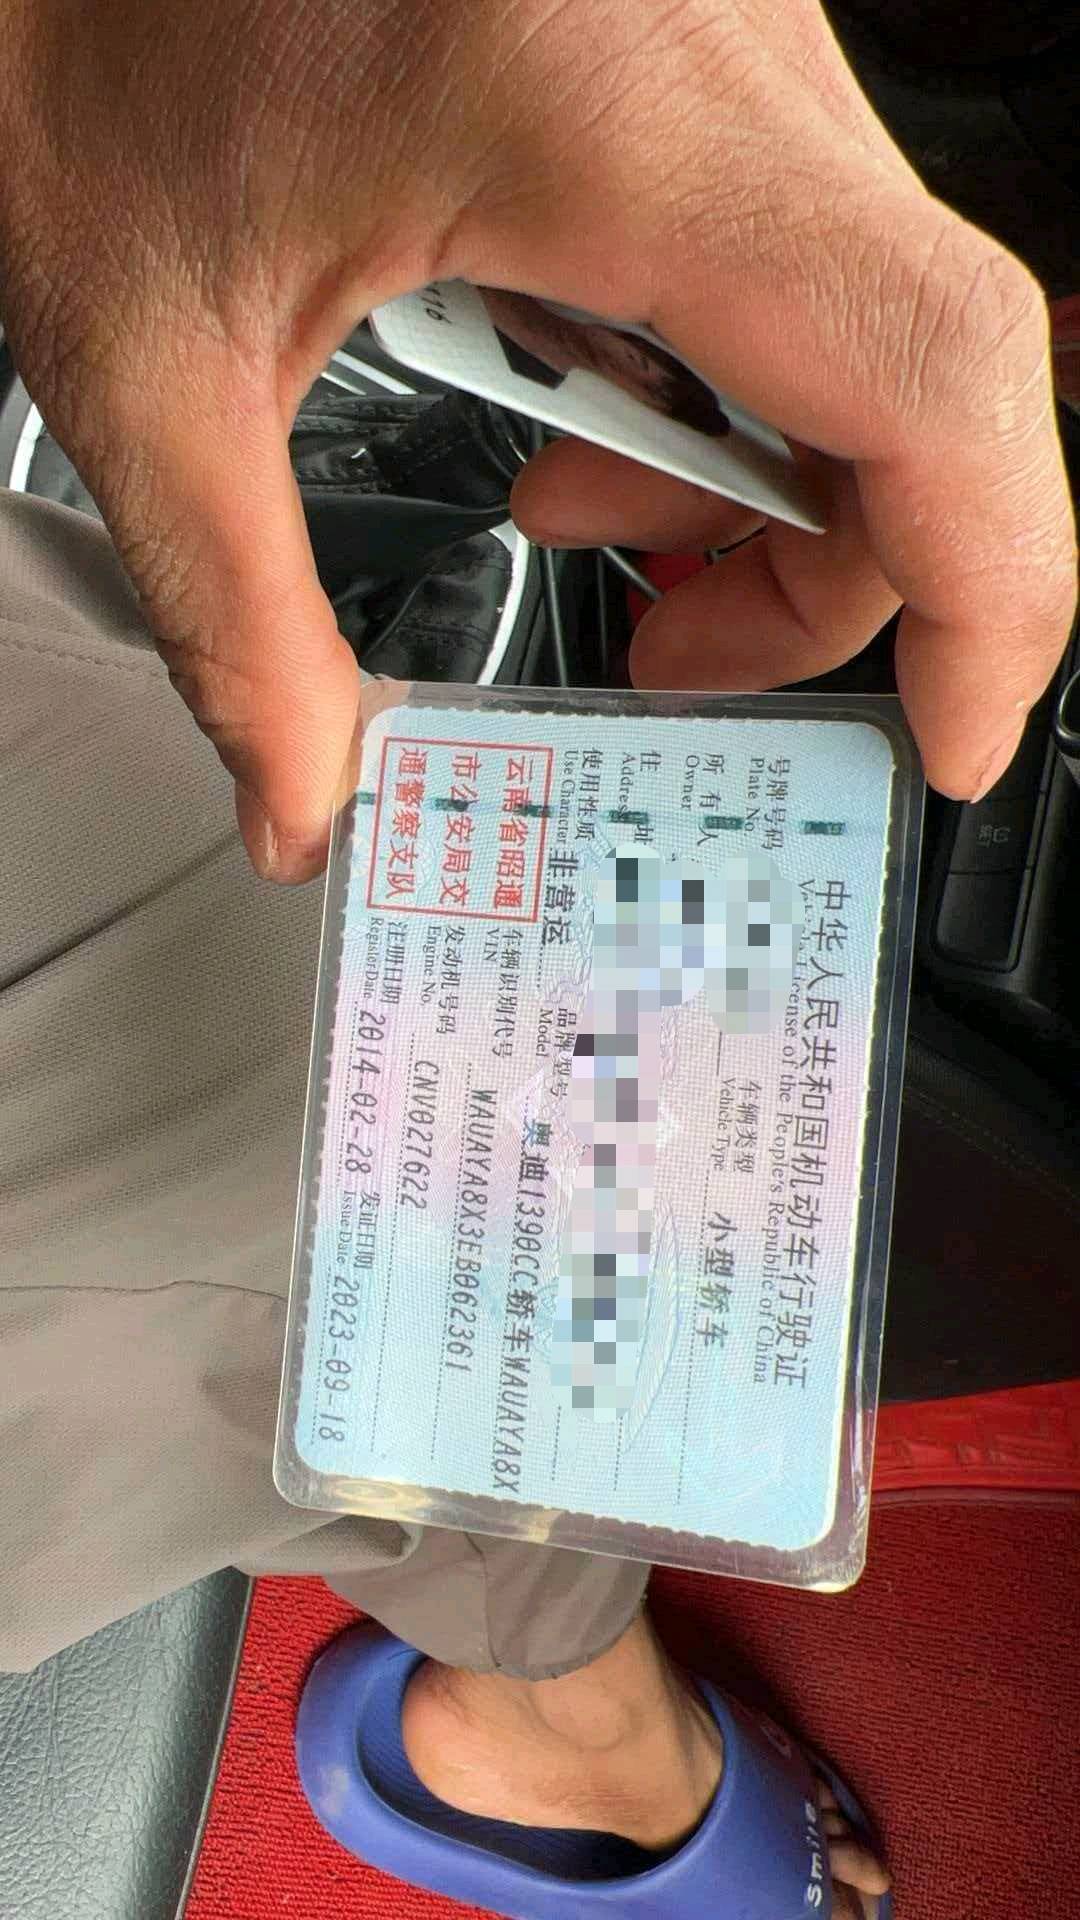 中华人民共和国机动车行驶证
License of the People's Republic of China
号牌号码
Plate No.
车辆类型
Vehicle Type
小型轿车
所有人
Owner
住址
Address
使用性质
Use Character
非营运
品牌型号
Model
奥迪1390CC轿车WAUAYA8X
云南省昭通
市公安局交
通警察支队
车辆识别代号
VIN
WAUAYA8X3EB062361
发动机号码
Engine No.
CNV027622
注册日期
Register Date
2014-02-28
发证日期
Issue Date
2023-09-18
SET
smile